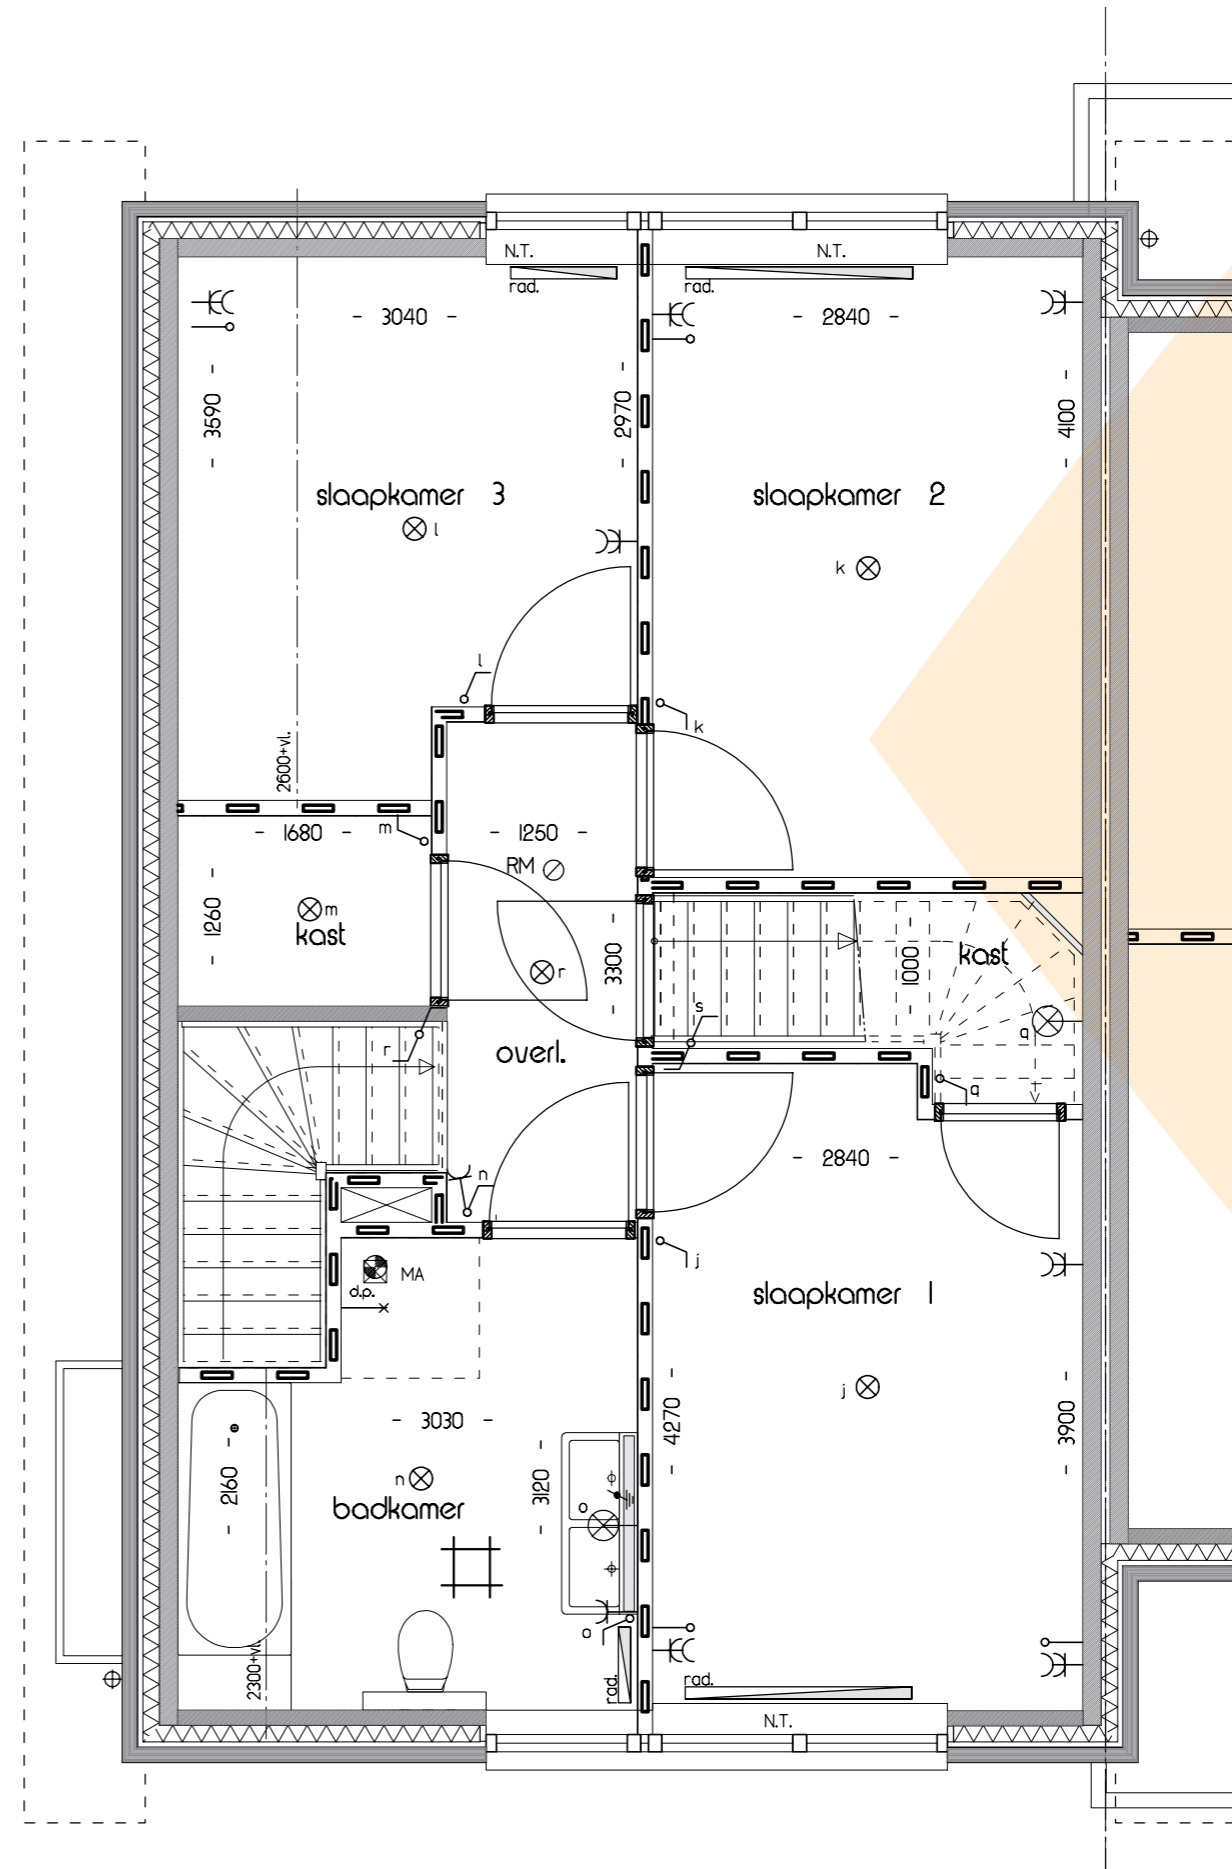 N.T.
N.T.
rad.
rad.
3040
2840
3590
2970
4100
slaapkamer 3
slaapkamer 2
l
k
l
k
2600+vl.
1680
m
1250
RM
1260
m
kast
r
3300
1000
kast
s
q
overl.
r
q
n
2840
j
MA
d.p.
slaapkamer 1
j
3030
4270
3900
2160
n
3120
badkamer
o
o
2300+vl.
rad.
rad.
N.T.